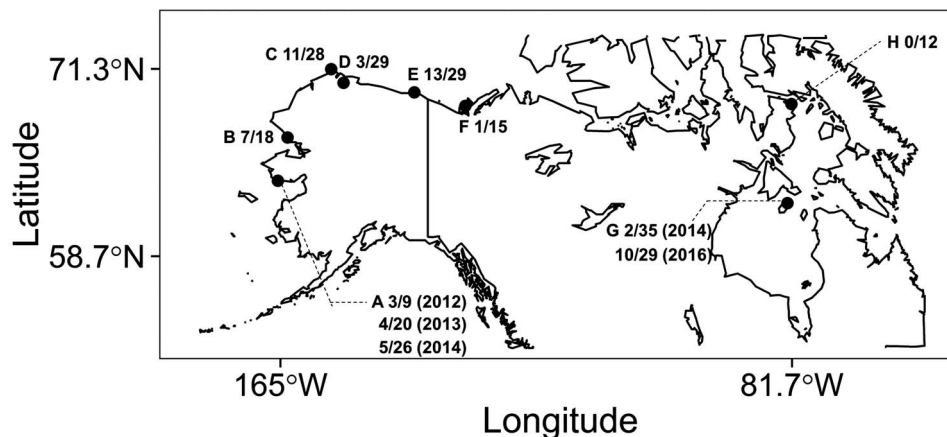 C 11/28
D 3/29
H 0/12
71.3°N
E 13/29
F 1/15
B 7/18
Latitude
G 2/35 (2014)
10/29 (2016)
58.7°N
A 3/9 (2012)
4/20 (2013)
5/26 (2014)
165°W
81.7°W
Longitude